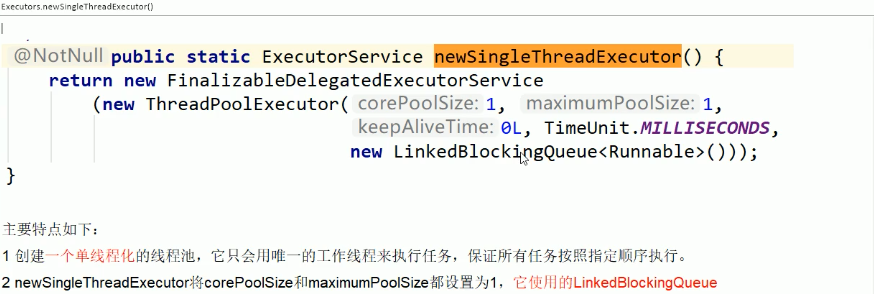 Executors.newSingleThreadExecutor()
@NotNull public static ExecutorService newSingleThreadExecutor() {
return new FinalizableDelegatedExecutorService
(new ThreadPoolExecutor( corePoolSize: 1, maximumPoolSize: 1,
keepAliveTime: 0L, TimeUnit.MILLISECONDS,
new LinkedBlockingQueue<Runnable>()));
}
主要特点如下：
1 创建一个单线程化的线程池，它只会用唯一的工作线程来执行任务，保证所有任务按照指定顺序执行。
2 newSingleThreadExecutor将corePoolSize和maximumPoolSize都设置为1，它使用的LinkedBlockingQueue